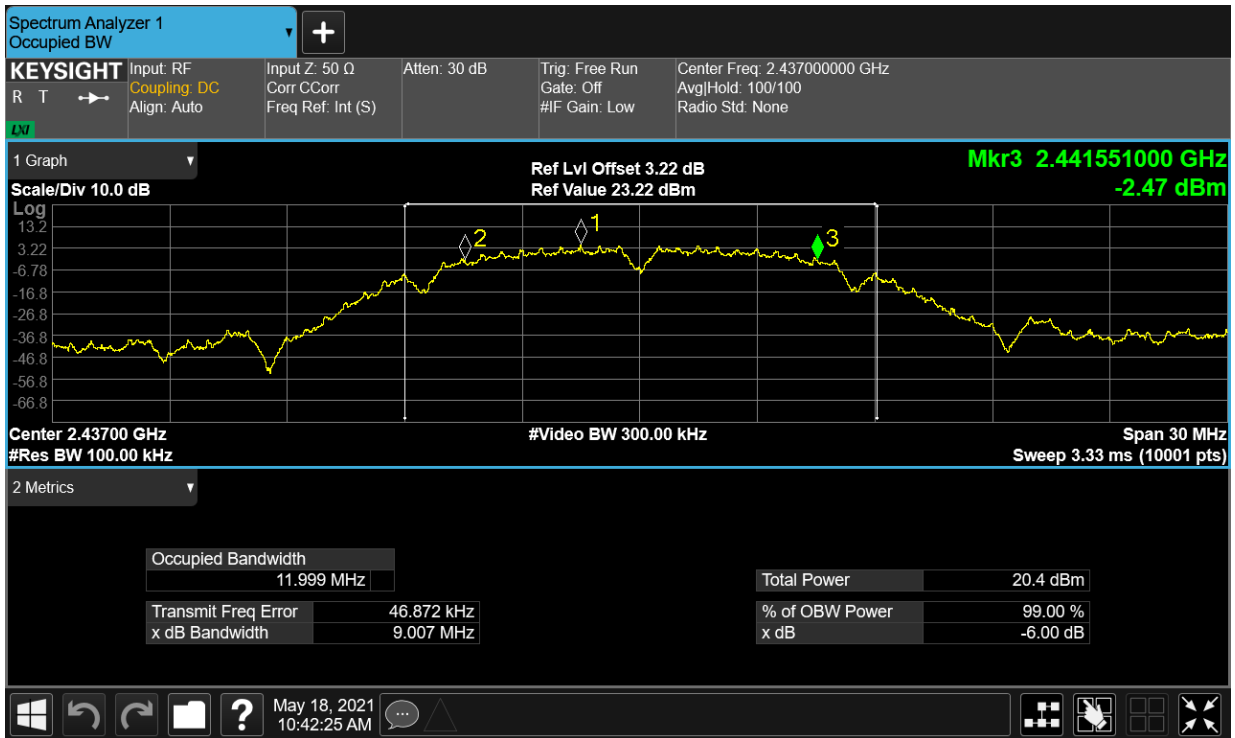 Spectrum Analyzer 1
Occupied BW
▼
+
KEYSIGHT
R T
LXI
Input: RF
Coupling: DC
Align: Auto
Input Z: 50 Ω
Corr CCorr
Freq Ref: Int (S)
Atten: 30 dB
Trig: Free Run
Gate: Off
#IF Gain: Low
Center Freq: 2.437000000 GHz
Avg|Hold: 100/100
Radio Std: None
1 Graph
Scale/Div 10.0 dB
Ref Lvl Offset 3.22 dB
Ref Value 23.22 dBm
Mkr3 2.441551000 GHz
-2.47 dBm
Log
13.2
3.22
-6.78
-16.8
-26.8
-36.8
-46.8
-56.8
-66.8
2
1
3
Center 2.43700 GHz
#Video BW 300.00 kHz
Span 30 MHz
#Res BW 100.00 kHz
Sweep 3.33 ms (10001 pts)
2 Metrics
Occupied Bandwidth
11.999 MHz
Transmit Freq Error 46.872 kHz
x dB Bandwidth 9.007 MHz
Total Power 20.4 dBm
% of OBW Power 99.00 %
x dB -6.00 dB
?
May 18, 2021
10:42:25 AM